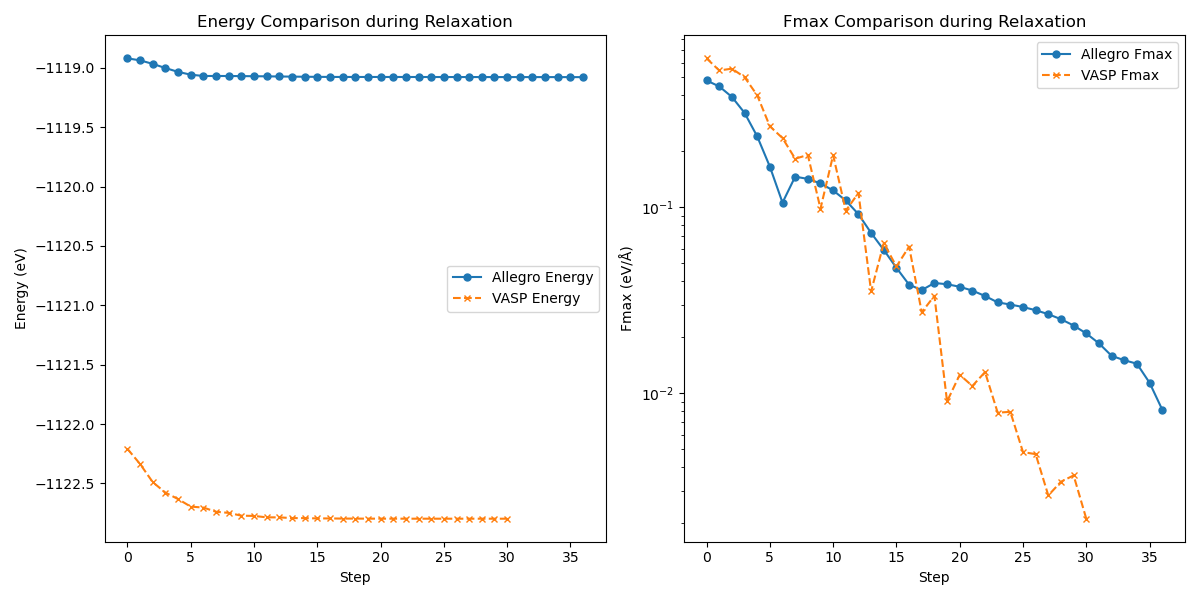 Energy Comparison during Relaxation
−1119.0
−1119.5
−1120.0
−1120.5
−1121.0
−1121.5
−1122.0
−1122.5
Energy (eV)
Allegro Energy
VASP Energy
0 5 10 15 20 25 30 35
Step
Fmax Comparison during Relaxation
10⁻¹
10⁻²
Fmax (eV/Å)
Allegro Fmax
VASP Fmax
0 5 10 15 20 25 30 35
Step